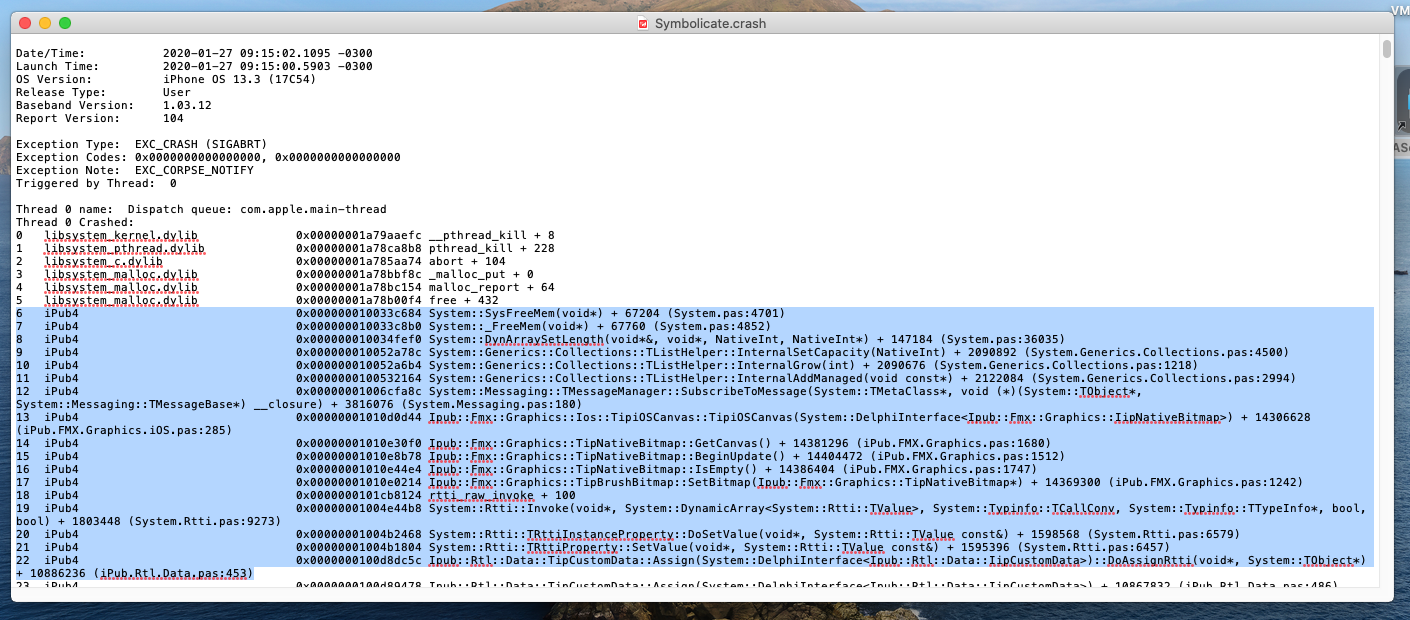 Symbolicate.crash
VM
Date/Time: 2020-01-27 09:15:02.1095 -0300
Launch Time: 2020-01-27 09:15:00.5903 -0300
OS Version: iPhone OS 13.3 (17C54)
Release Type: User
Baseband Version: 1.03.12
Report Version: 104
Exception Type: EXC_CRASH (SIGABRT)
Exception Codes: 0x0000000000000000, 0x0000000000000000
Exception Note: EXC_CORPSE_NOTIFY
Triggered by Thread: 0
Thread 0 name: Dispatch queue: com.apple.main-thread
Thread 0 Crashed:
0 libsystem_kernel.dylib 0x00000001a79aaefc __pthread_kill + 8
1 libsystem_pthread.dylib 0x00000001a78ca8b8 pthread_kill + 228
2 libsystem_c.dylib 0x00000001a785aa74 abort + 104
3 libsystem_malloc.dylib 0x00000001a78bbf8c _malloc_put + 0
4 libsystem_malloc.dylib 0x00000001a78bc154 malloc_report + 64
5 libsystem_malloc.dylib 0x00000001a78b00f4 free + 432
6 iPub4 0x000000010033c684 System::SysFreeMem(void*) + 67204 (System.pas:4701)
7 iPub4 0x000000010033c8b0 System::_FreeMem(void*) + 67760 (System.pas:4852)
8 iPub4 0x000000010034fef0 System::DynArraySetLength(void*&, void*, NativeInt, NativeInt*) + 147184 (System.pas:36035)
9 iPub4 0x000000010052a78c System::Generics::Collections::TListHelper::InternalSetCapacity(NativeInt) + 2090892 (System.Generics.Collections.pas:4500)
10 iPub4 0x000000010052a6b4 System::Generics::Collections::TListHelper::InternalGrow(int) + 2090676 (System.Generics.Collections.pas:1218)
11 iPub4 0x0000000100532164 System::Generics::Collections::TListHelper::InternalAddManaged(void const*) + 2122084 (System.Generics.Collections.pas:2994)
12 iPub4 0x00000001006cfa8c System::Messaging::TMessageManager::SubscribeToMessage(System::TMetaClass*, void (*)(System::TObject*,
System::Messaging::TMessageBase*) __closure) + 3816076 (System.Messaging.pas:180)
13 iPub4 0x00000001010d0d44 Ipub::Fmx::Graphics::Ios::TipiOSCanvas::TipiOSCanvas(System::DelphiInterface<Ipub::Fmx::Graphics::IipNativeBitmap>) + 14306628
(iPub.FMX.Graphics.iOS.pas:285)
14 iPub4 0x00000001010e30f0 Ipub::Fmx::Graphics::TipNativeBitmap::GetCanvas() + 14381296 (iPub.FMX.Graphics.pas:1680)
15 iPub4 0x00000001010e8b78 Ipub::Fmx::Graphics::TipNativeBitmap::BeginUpdate() + 14404472 (iPub.FMX.Graphics.pas:1512)
16 iPub4 0x00000001010e44e4 Ipub::Fmx::Graphics::TipNativeBitmap::IsEmpty() + 14386404 (iPub.FMX.Graphics.pas:1747)
17 iPub4 0x00000001010e0214 Ipub::Fmx::Graphics::TipBrushBitmap::SetBitmap(Ipub::Fmx::Graphics::TipNativeBitmap*) + 14369300 (iPub.FMX.Graphics.pas:1242)
18 iPub4 0x0000000101cb8124 rtti_raw_invoke + 100
19 iPub4 0x00000001004e44b8 System::Rtti::Invoke(void*, System::DynamicArray<System::Rtti::TValue>, System::Typinfo::TCallConv, System::Typinfo::TTypeInfo*, bool,
bool) + 1803448 (System.Rtti.pas:9273)
20 iPub4 0x00000001004b2468 System::Rtti::TRttiInstanceProperty::DoSetValue(void*, System::Rtti::TValue const&) + 1598568 (System.Rtti.pas:6579)
21 iPub4 0x00000001004b1804 System::Rtti::TRttiProperty::SetValue(void*, System::Rtti::TValue const&) + 1595396 (System.Rtti.pas:6457)
22 iPub4 0x0000000100d8dc5c Ipub::Rtl::Data::TipCustomData::Assign(System::DelphiInterface<Ipub::Rtl::Data::IipCustomData>)::DoAssignRtti(void*, System::TObject*)
+ 10886236 (iPub.Rtl.Data.pas:453)
23 iPub4 0x0000000100d89478 Ipub::Rtl::Data::TipCustomData::Assign(System::DelphiInterface<Ipub::Rtl::Data::IipCustomData>) + 10867832 (iPub.Rtl.Data.pas:486)